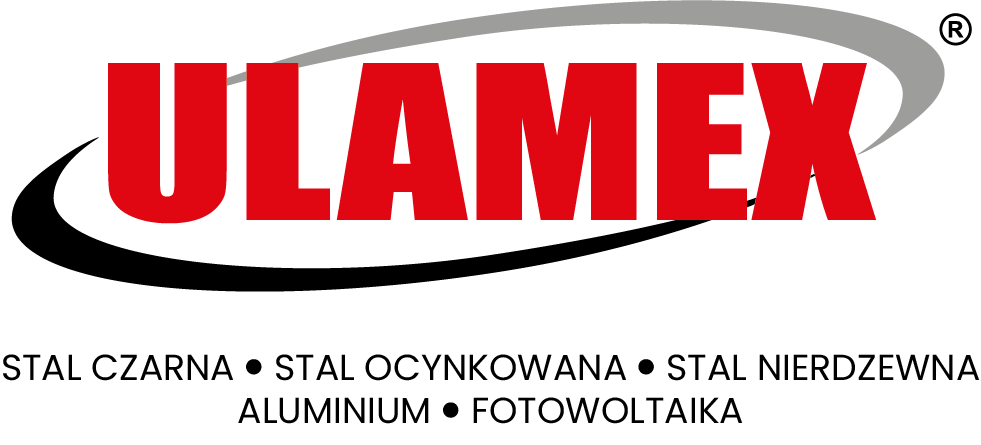 ULAMEX®
STAL CZARNA • STAL OCYNKOWANA • STAL NIERDZEWNA
ALUMINIUM • FOTOWOLTAIKA